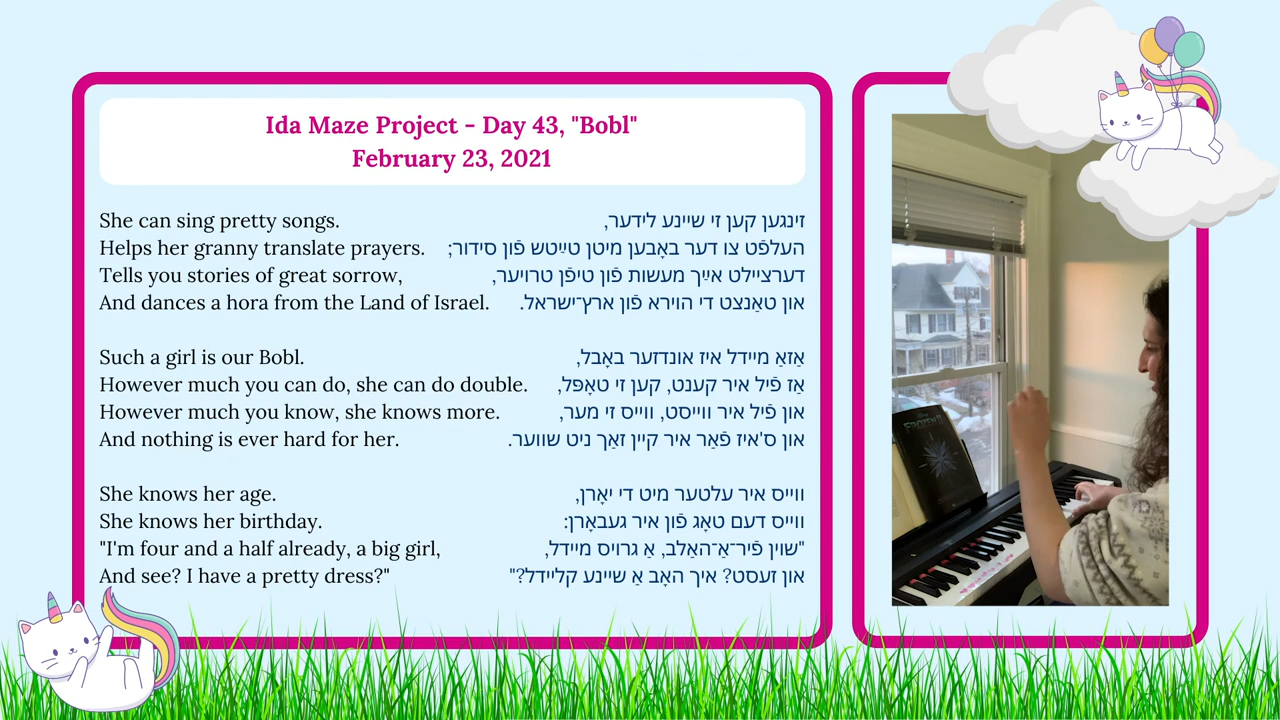 Ida Maze Project - Day 43, "Bobl"
February 23, 2021
She can sing pretty songs.
Helps her granny translate prayers.
Tells you stories of great sorrow,
And dances a hora from the Land of Israel.
Such a girl is our Bobl.
However much you can do, she can do double.
However much you know, she knows more.
And nothing is ever hard for her.
She knows her age.
She knows her birthday.
"I'm four and a half already, a big girl,
And see? I have a pretty dress?"
זינגען קען זי שיינע לידער,
העלפֿט צו דער באָבען מיטן טײַטש פֿון סידור;
דערציילט אײַך מעשׂות פֿון טיפֿן טרויער,
און טאַנצט די הוירא פֿון ארץ־ישׂראל.
אַזאַ מיידל איז אונדזער באָבל,
אַז פֿיל איר קענט, קען זי טאָפּל,
און פֿיל איר ווייסט, ווייס זי מער,
און ס'איז פֿאַר איר קיין זאַך ניט שווער.
ווייס איר עלטער מיט די יאָרן,
ווייס דעם טאָג פֿון איר געבאָרן:
"שוין פֿיר־אַ־האַלב, אַ גרויס מיידל,
און זעסט? איך האָב אַ שיינע קליידל?"
FROZEN